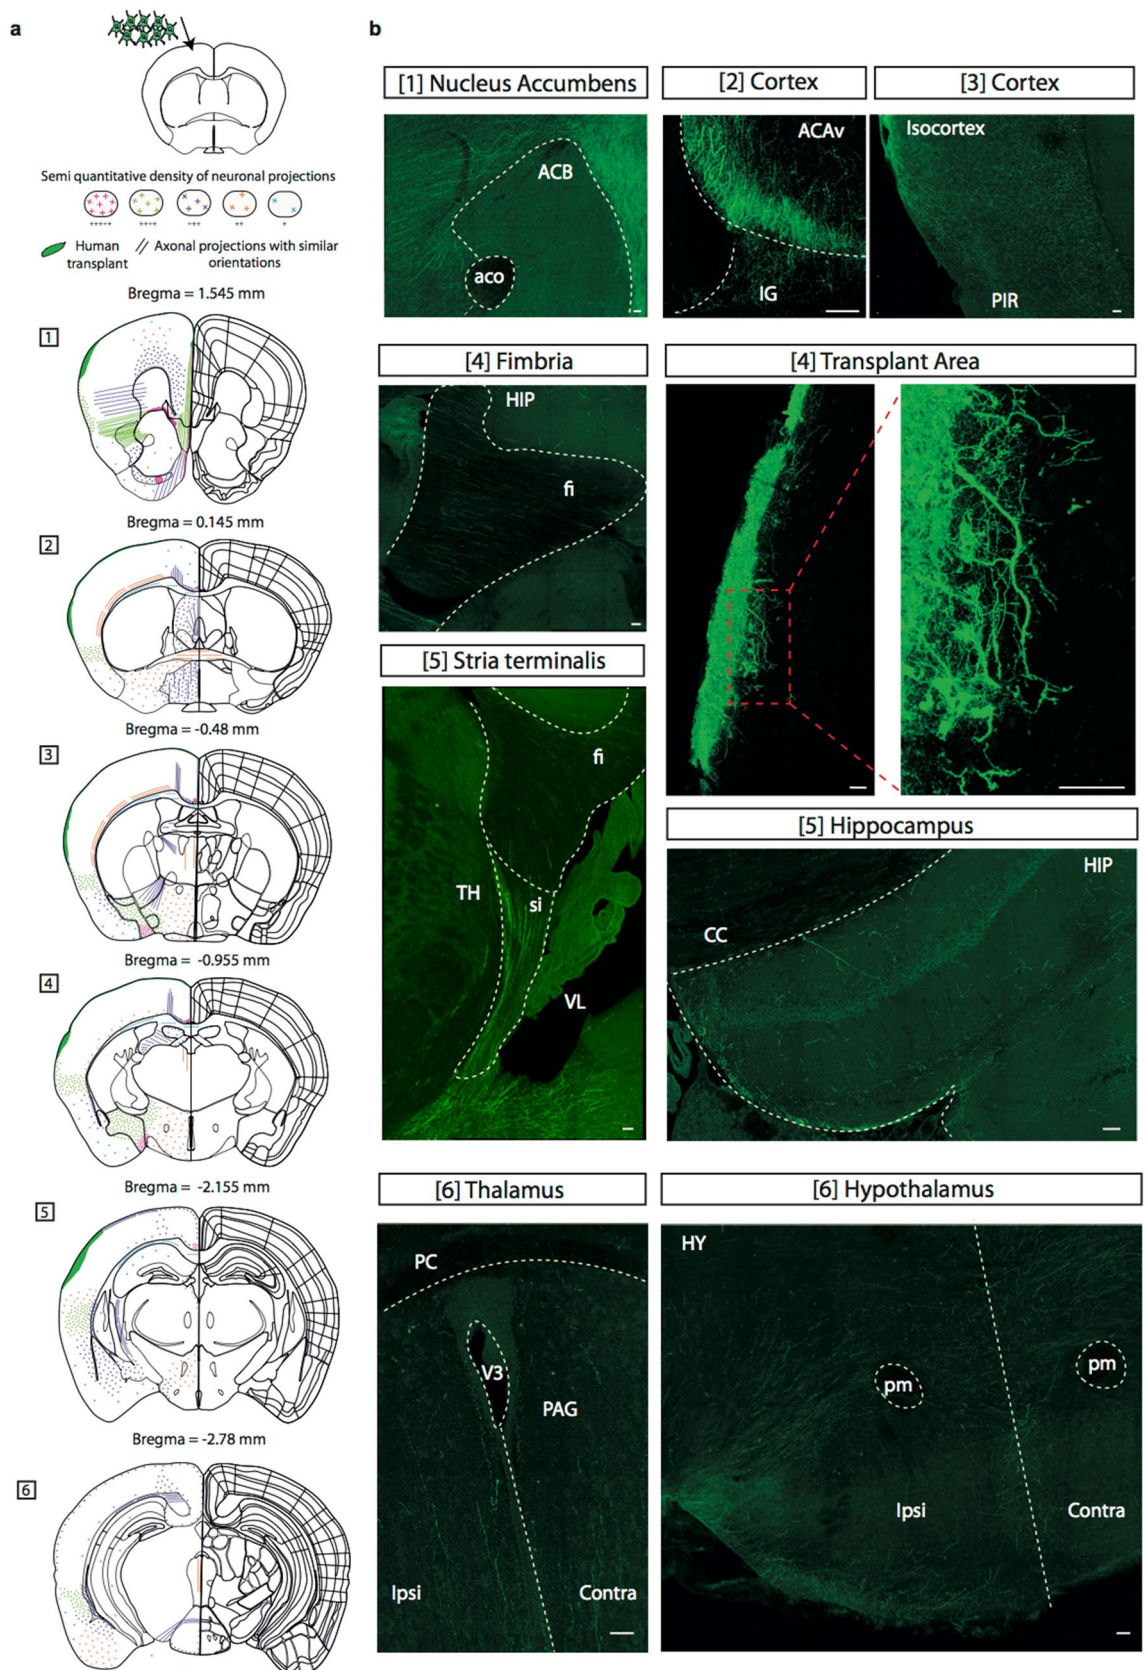 a
Semi quantitative density of neuronal projections
+++++ ++++ +++ ++ +
Human transplant
Axonal projections with similar orientations
Bregma = 1.545 mm
1
Bregma = 0.145 mm
2
Bregma = -0.48 mm
3
Bregma = -0.955 mm
4
Bregma = -2.155 mm
5
Bregma = -2.78 mm
6
b
[1] Nucleus Accumbens
ACB
aco
[2] Cortex
ACAv
IG
[3] Cortex
Isocortex
PIR
[4] Fimbria
HIP
fi
[4] Transplant Area
[5] Stria terminalis
fi
TH
si
VL
[5] Hippocampus
HIP
CC
[6] Thalamus
PC
V3
PAG
Ipsi
Contra
[6] Hypothalamus
HY
pm
pm
Ipsi
Contra